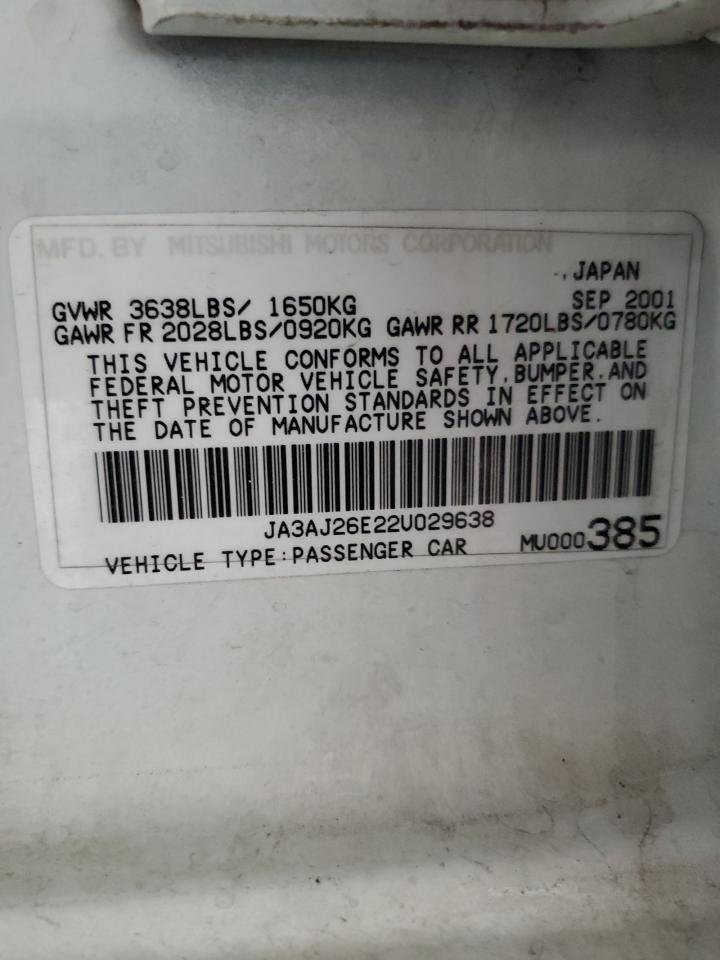 MFD. BY MITSUBISHI MOTORS CORPORATION
., JAPAN
GVWR 3638LBS/ 1650KG SEP 2001
GAWR FR 2028LBS/0920KG GAWR RR 1720LBS/0780KG
THIS VEHICLE CONFORMS TO ALL APPLICABLE
FEDERAL MOTOR VEHICLE SAFETY, BUMPER, AND
THEFT PREVENTION STANDARDS IN EFFECT ON
THE DATE OF MANUFACTURE SHOWN ABOVE.
JA3AJ26E22U029638
VEHICLE TYPE:PASSENGER CAR MU000385